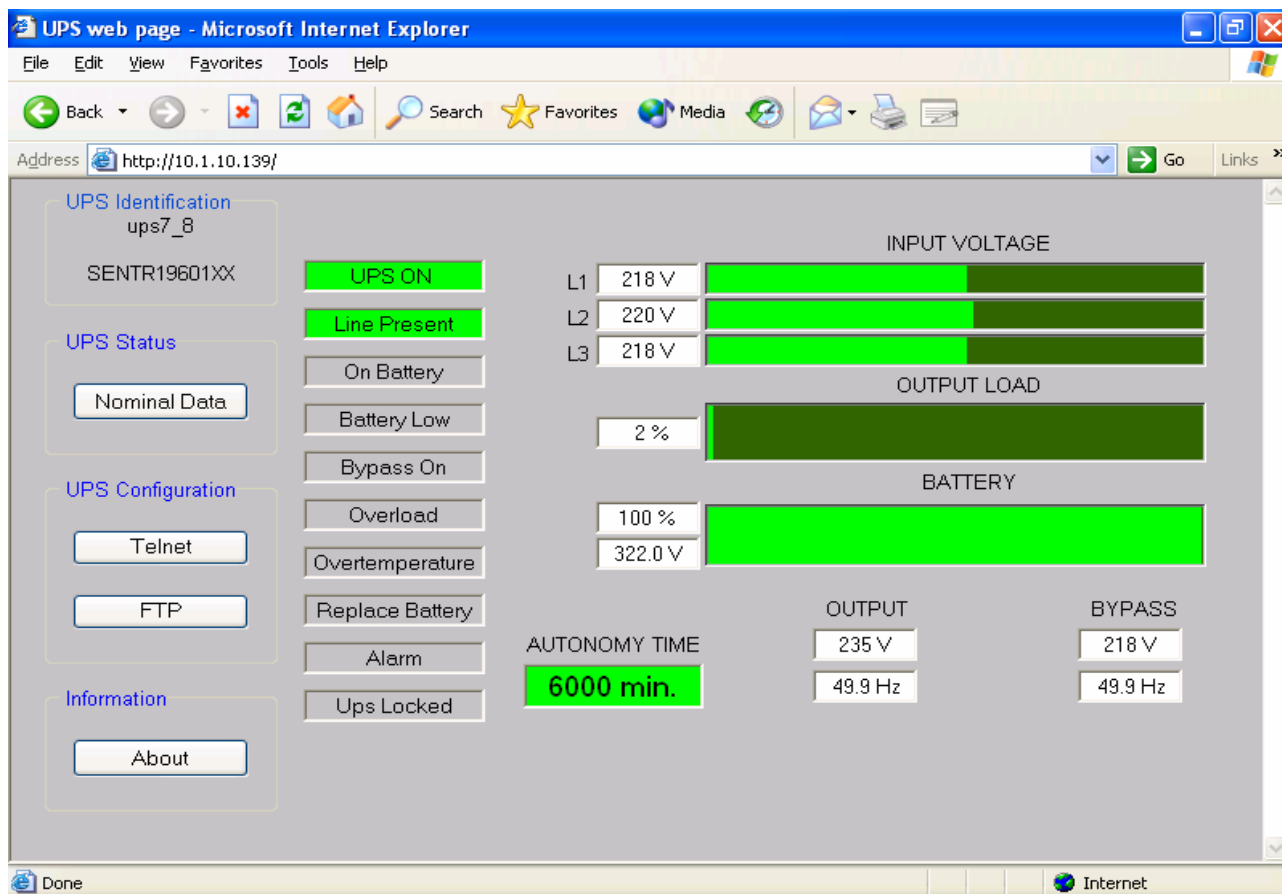 UPS web page - Microsoft Internet Explorer
File Edit View Favorites Tools Help
Back Search Favorites Media
Address http://10.1.10.139/ Go Links »
UPS Identification
ups7_8
SENTR19601XX
UPS Status
Nominal Data
UPS Configuration
Telnet
FTP
Information
About
UPS ON
Line Present
On Battery
Battery Low
Bypass On
Overload
Overtemperature
Replace Battery
Alarm
Ups Locked
INPUT VOLTAGE
L1 218 V
L2 220 V
L3 218 V
OUTPUT LOAD
2 %
BATTERY
100 %
322.0 V
AUTONOMY TIME
6000 min.
OUTPUT
235 V
49.9 Hz
BYPASS
218 V
49.9 Hz
Done Internet